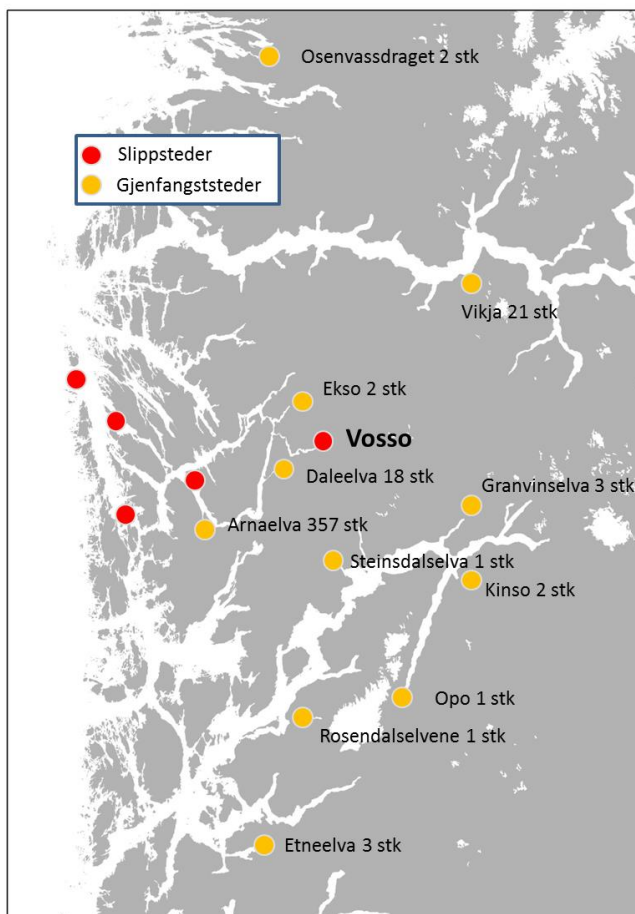 Osenvassdraget 2 stk
Slippsteder
Gjenfangststeder
Vikja 21 stk
Ekso 2 stk
Vosso
Daleelva 18 stk
Granvinselva 3 stk
Arnaelva 357 stk
Steinsdalselva 1 stk
Kinso 2 stk
Opo 1 stk
Rosendalselvene 1 stk
Etneelva 3 stk